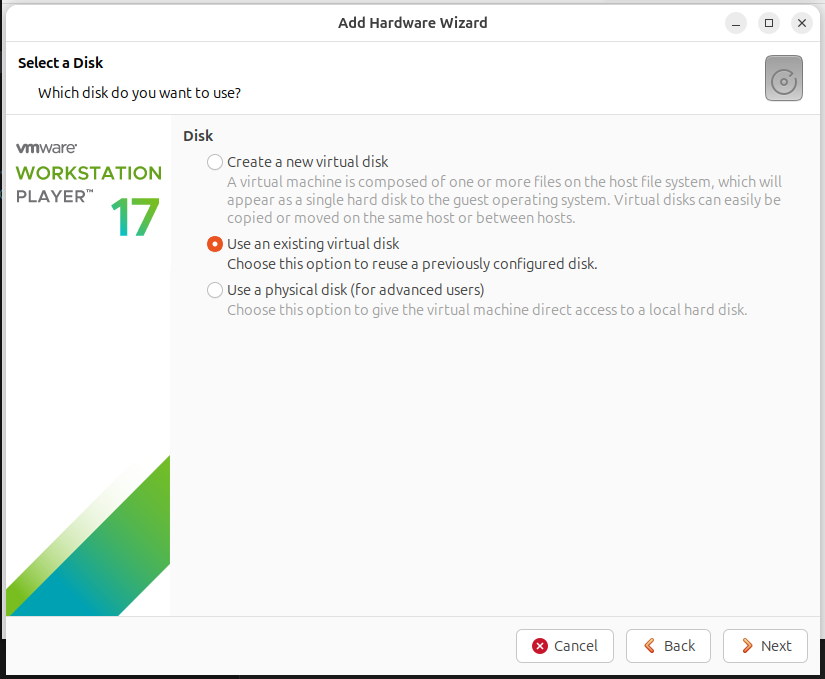 Add Hardware Wizard
Select a Disk
Which disk do you want to use?
vmware
WORKSTATION
PLAYER™
17
Disk
Create a new virtual disk
A virtual machine is composed of one or more files on the host file system, which will
appear as a single hard disk to the guest operating system. Virtual disks can easily be
copied or moved on the same host or between hosts.
Use an existing virtual disk
Choose this option to reuse a previously configured disk.
Use a physical disk (for advanced users)
Choose this option to give the virtual machine direct access to a local hard disk.
Cancel
Back
Next